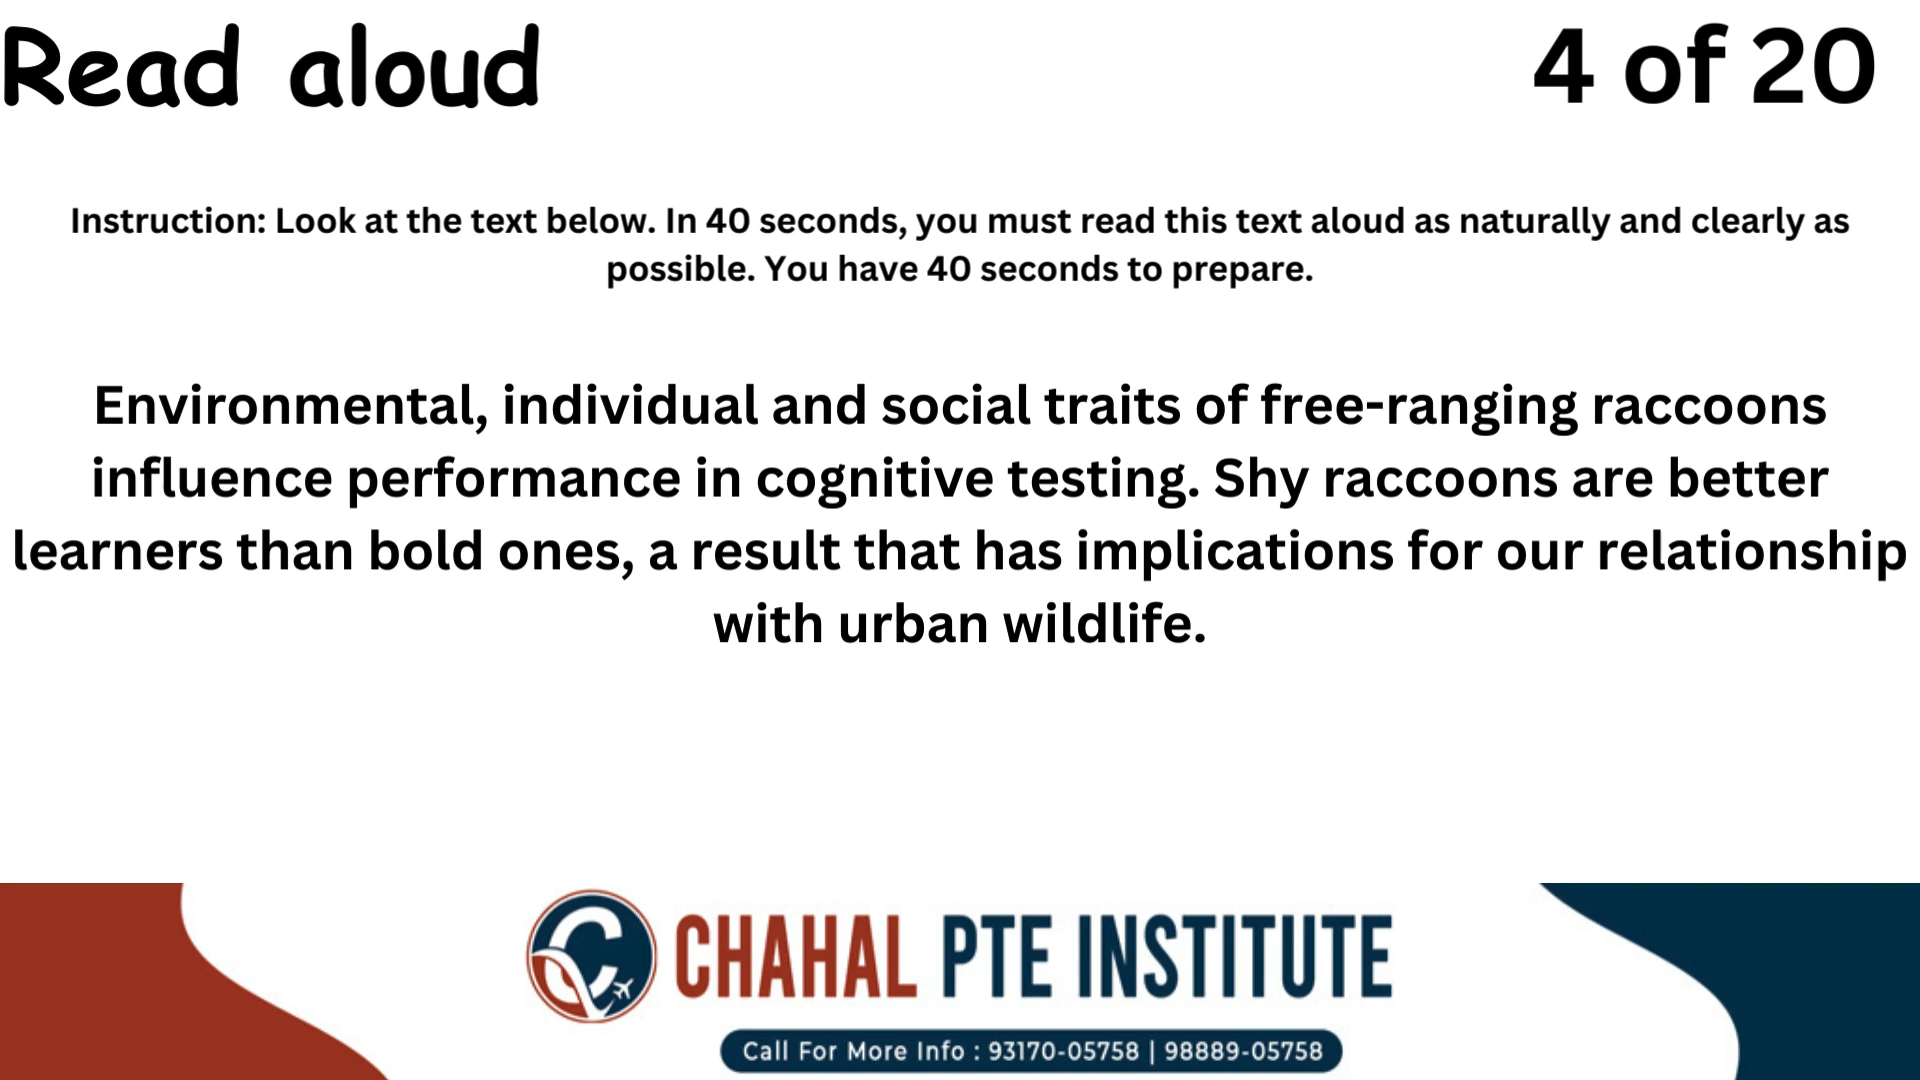 Read aloud
4 of 20
Instruction: Look at the text below. In 40 seconds, you must read this text aloud as naturally and clearly as
possible. You have 40 seconds to prepare.
Environmental, individual and social traits of free-ranging raccoons
influence performance in cognitive testing. Shy raccoons are better
learners than bold ones, a result that has implications for our relationship
with urban wildlife.
CHAHAL PTE INSTITUTE
Call For More Info : 93170-05758 | 98889-05758